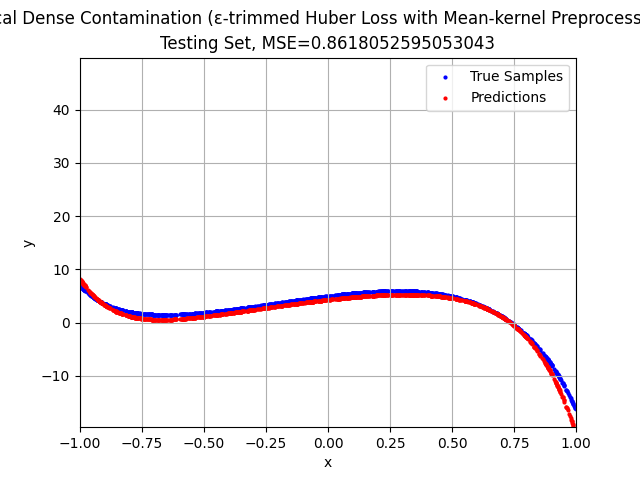 cal Dense Contamination (ε-trimmed Huber Loss with Mean-kernel Preprocess
Testing Set, MSE=0.8618052595053043
True Samples
Predictions
40
30
20
10
0
−10
y
−1.00 −0.75 −0.50 −0.25 0.00 0.25 0.50 0.75 1.00
x